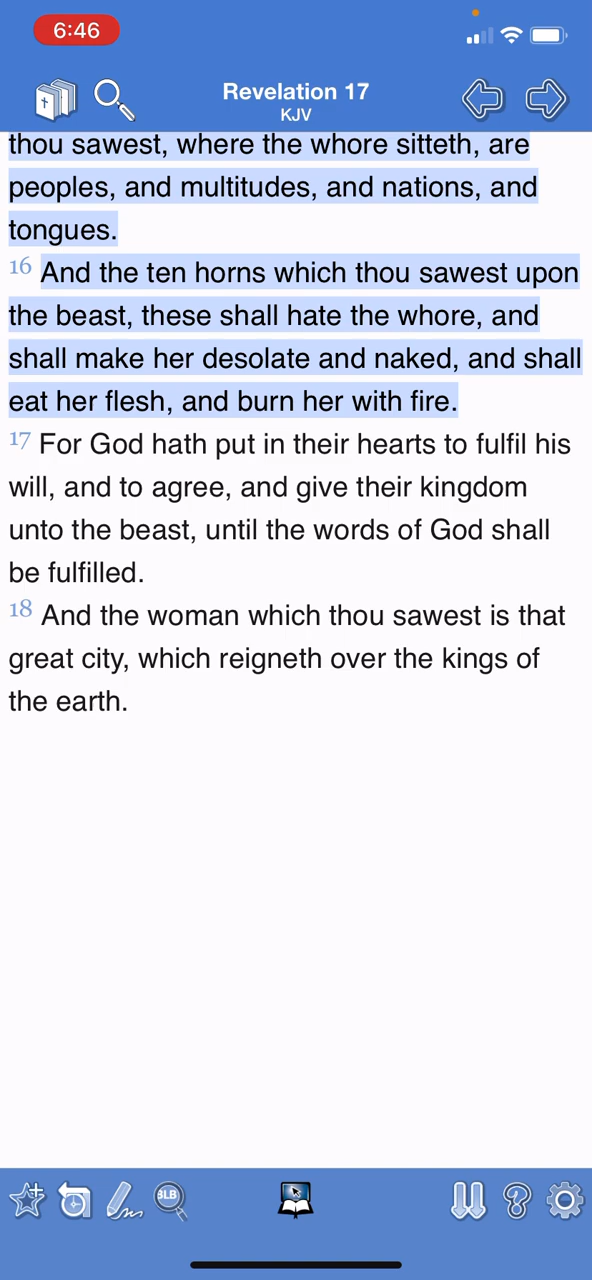 6:46
Revelation 17
KJV
thou sawest, where the whore sitteth, are
peoples, and multitudes, and nations, and
tongues.
16 And the ten horns which thou sawest upon
the beast, these shall hate the whore, and
shall make her desolate and naked, and shall
eat her flesh, and burn her with fire.
17 For God hath put in their hearts to fulfil his
will, and to agree, and give their kingdom
unto the beast, until the words of God shall
be fulfilled.
18 And the woman which thou sawest is that
great city, which reigneth over the kings of
the earth.
BLB